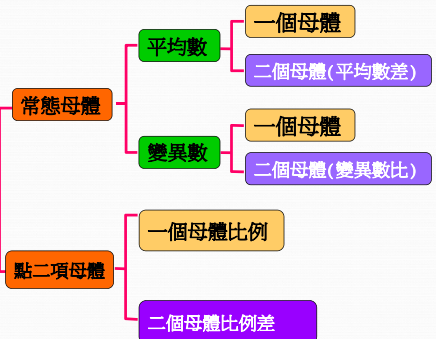 常態母體
平均數
一個母體
二個母體(平均數差)
變異數
一個母體
二個母體(變異數比)
點二項母體
一個母體比例
二個母體比例差